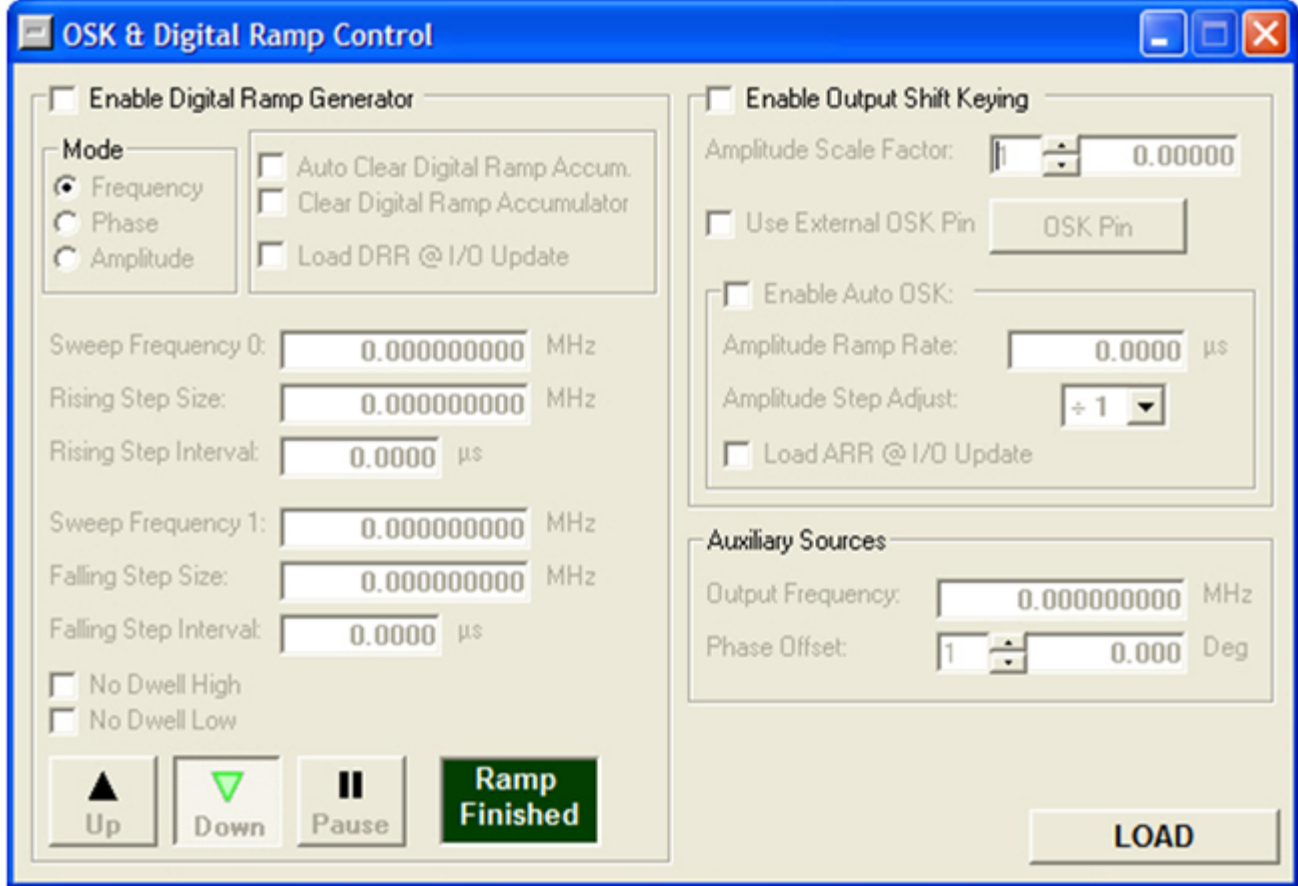 OSK & Digital Ramp Control
Enable Digital Ramp Generator
Mode
Frequency
Phase
Amplitude
Auto Clear Digital Ramp Accum.
Clear Digital Ramp Accumulator
Load DRR @ I/O Update
Sweep Frequency 0: 0.000000000 MHz
Rising Step Size: 0.000000000 MHz
Rising Step Interval: 0.0000 µs
Sweep Frequency 1: 0.000000000 MHz
Falling Step Size: 0.000000000 MHz
Falling Step Interval: 0.0000 µs
No Dwell High
No Dwell Low
Up
Down
Pause
Ramp
Finished
Enable Output Shift Keying
Amplitude Scale Factor: 1 0.00000
Use External OSK Pin OSK Pin
Enable Auto OSK:
Amplitude Ramp Rate: 0.0000 µs
Amplitude Step Adjust: ÷ 1
Load ARR @ I/O Update
Auxiliary Sources
Output Frequency: 0.000000000 MHz
Phase Offset: 1 0.000 Deg
LOAD